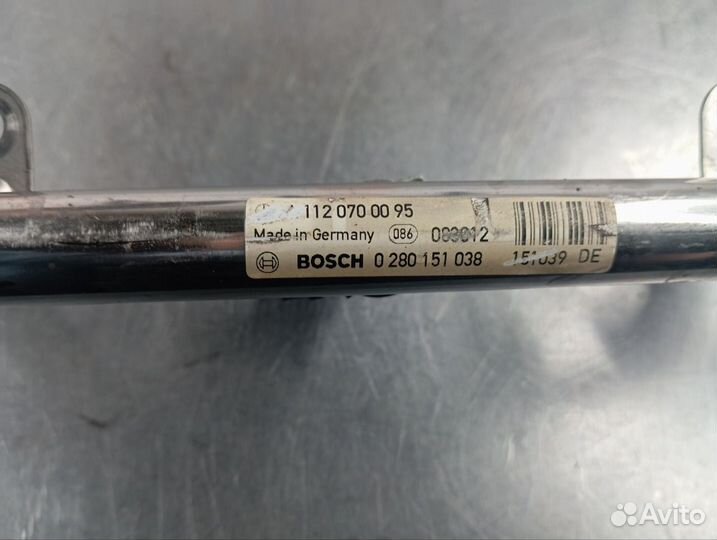 112 070 00 95
Made in Germany 086 083012
BOSCH 0 280 151 038 151039 DE
Avito